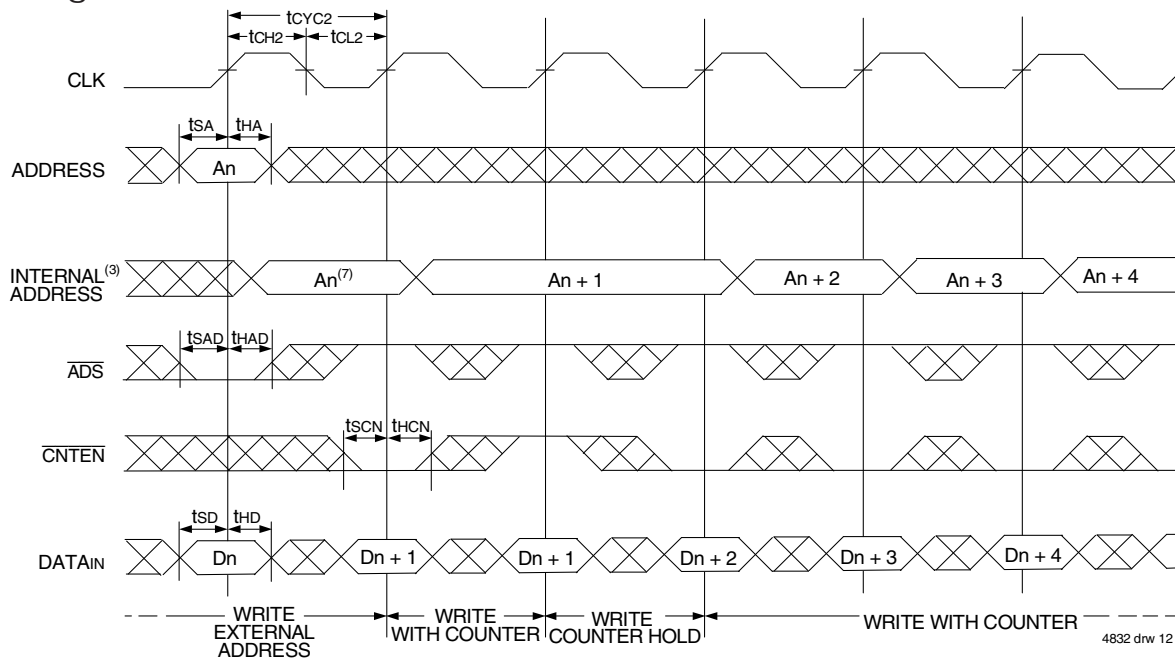 tCYC2
tCH2 tCL2
CLK
tSA tHA
ADDRESS An
INTERNAL(3)
ADDRESS An(7) An + 1 An + 2 An + 3 An + 4
tSAD tHAD
ADS
tSCN tHCN
CNTEN
tSD tHD
DATAIN Dn Dn + 1 Dn + 1 Dn + 2 Dn + 3 Dn + 4
WRITE
EXTERNAL
ADDRESS
WRITE
WITH COUNTER
WRITE
COUNTER HOLD
WRITE WITH COUNTER
4832 drw 12